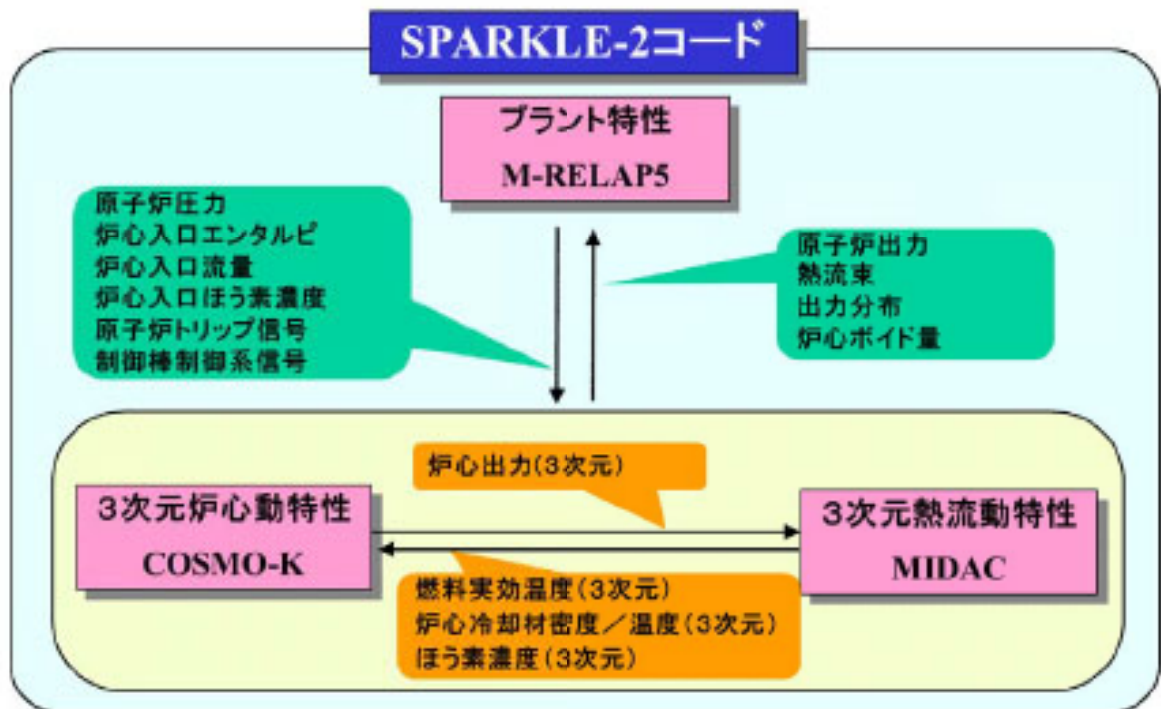 SPARKLE-2コード
プラント特性
M-RELAP5
原子炉圧力
炉心入口エンタルピ
炉心入口流量
炉心入口ほう素濃度
原子炉トリップ信号
制御棒制御系信号
原子炉出力
熱流束
出力分布
炉心ボイド量
炉心出力(3次元)
3次元炉心動特性
COSMO-K
3次元熱流動特性
MIDAC
燃料実効温度(3次元)
炉心冷却材密度/温度(3次元)
ほう素濃度(3次元)